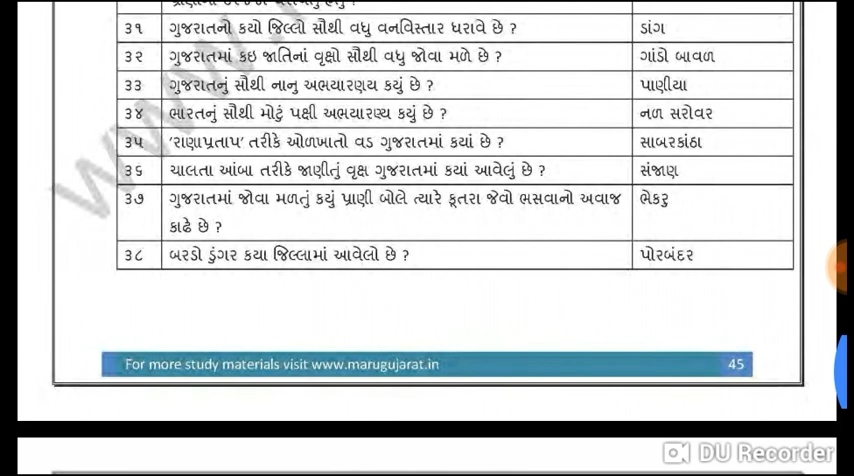 ૩૧ ગુજરાતનો કયો જિલ્લો સૌથી વધુ વનવિસ્તાર ધરાવે છે ? ડાંગ
૩૨ ગુજરાતમાં કઇ જાતિનાં વૃક્ષો સૌથી વધુ જોવા મળે છે ? ગાંડો બાવળ
૩૩ ગુજરાતનું સૌથી નાનુ અભયારણય કયું છે ? પાણીયા
૩૪ ભારતનું સૌથી મોટું પક્ષી અભયારણ્ય કયું છે ? નળ સરોવર
૩૫ ‘રાણાપ્રતાપ’ તરીકે ઓળખાતો વડ ગુજરાતમાં કયાં છે ? સાબરકાંઠા
૩૬ ચાલતા આંબા તરીકે જાણીતું વૃક્ષ ગુજરાતમાં કયાં આવેલું છે ? સંજાણ
૩૭ ગુજરાતમાં જોવા મળતું કયું પ્રાણી બોલે ત્યારે કૂતરા જેવો ભસવાનો અવાજ ભેકરુ
કાઢે છે ?
૩૮ બરડો ડુંગર કયા જિલ્લામાં આવેલો છે ? પોરબંદર
www.
For more study materials visit www.marugujarat.in 45
DU Recorder